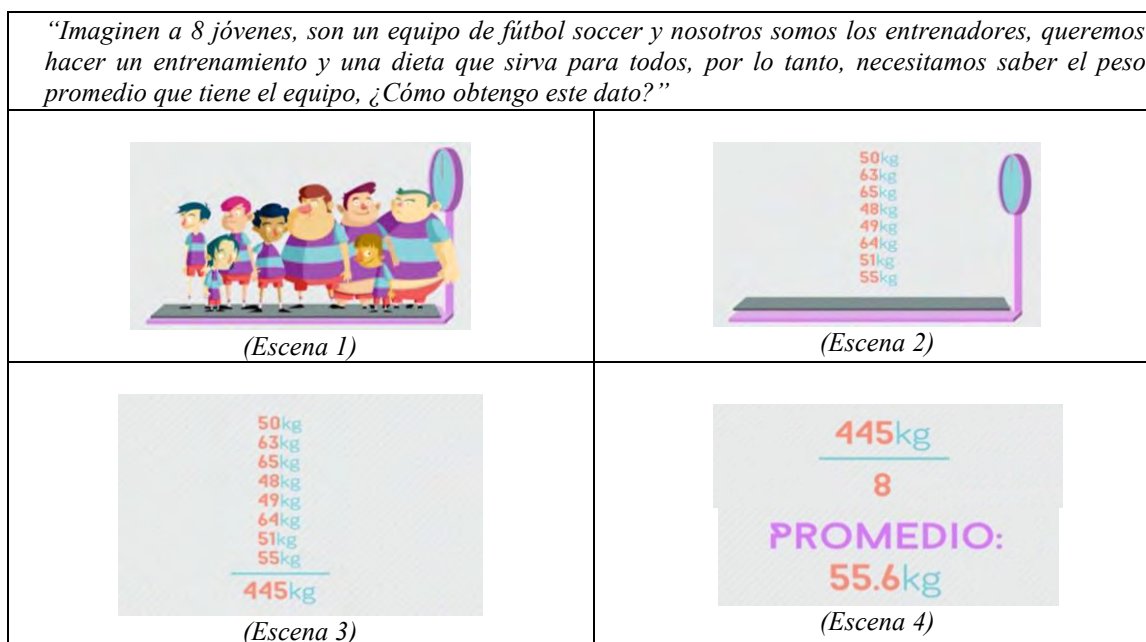 “Imaginen a 8 jóvenes, son un equipo de fútbol soccer y nosotros somos los entrenadores, queremos
hacer un entrenamiento y una dieta que sirva para todos, por lo tanto, necesitamos saber el peso
promedio que tiene el equipo, ¿Cómo obtengo este dato?”
(Escena 1)
50kg
63kg
65kg
48kg
49kg
64kg
51kg
55kg
(Escena 2)
50kg
63kg
65kg
48kg
49kg
64kg
51kg
55kg
445kg
(Escena 3)
445kg
8
PROMEDIO:
55.6kg
(Escena 4)